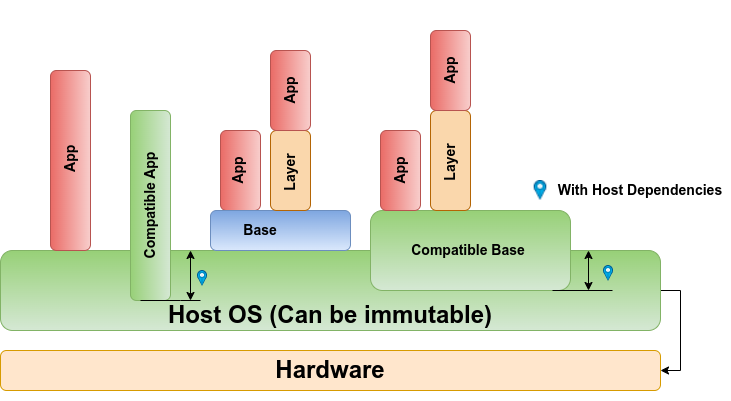 App
Compatible App
App
App
Layer
Base
App
App
Layer
Compatible Base
With Host Dependencies
Host OS (Can be immutable)
Hardware